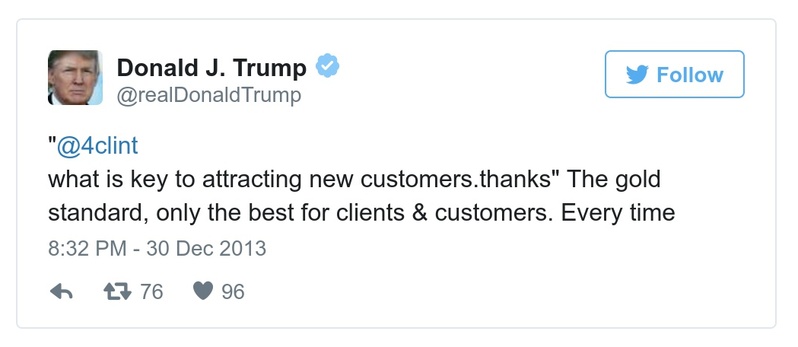 Donald J. Trump
@realDonaldTrump
Follow
"@4clint
what is key to attracting new customers.thanks" The gold
standard, only the best for clients & customers. Every time
8:32 PM - 30 Dec 2013
76 96